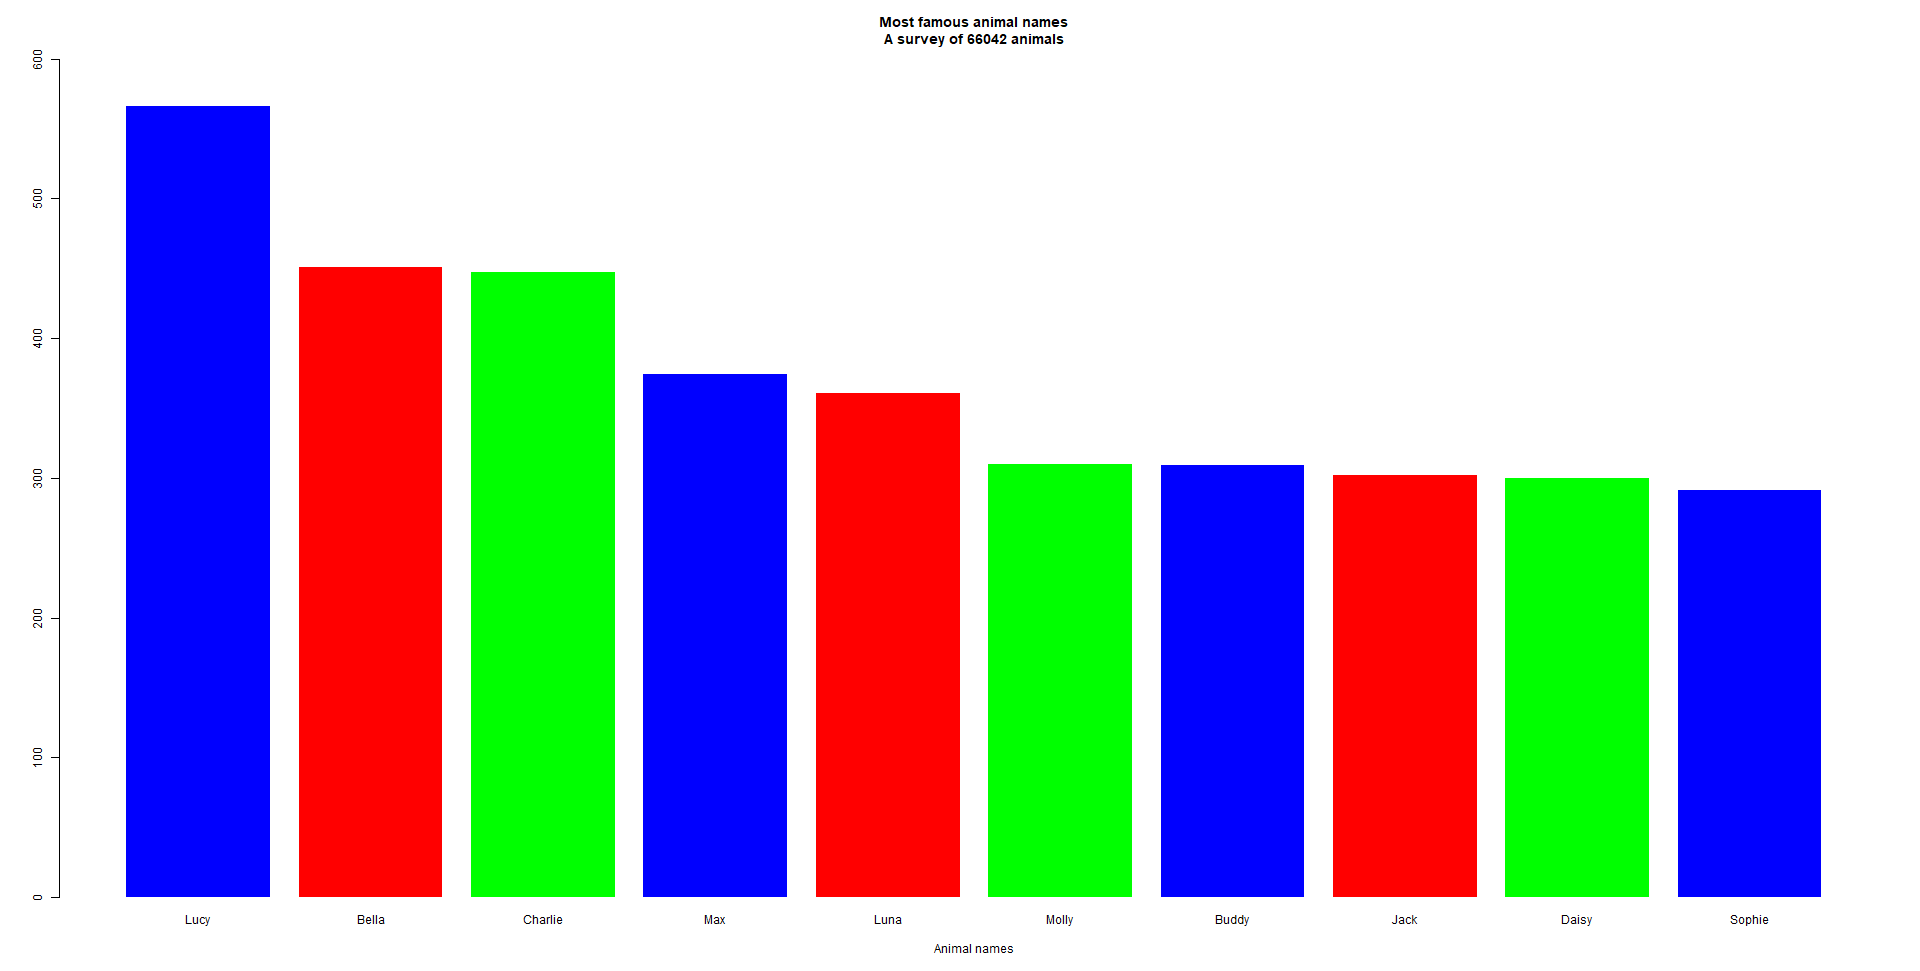 Most famous animal names
A survey of 66042 animals
600
500
400
300
200
100
0
Lucy Bella Charlie Max Luna Molly Buddy Jack Daisy Sophie
Animal names